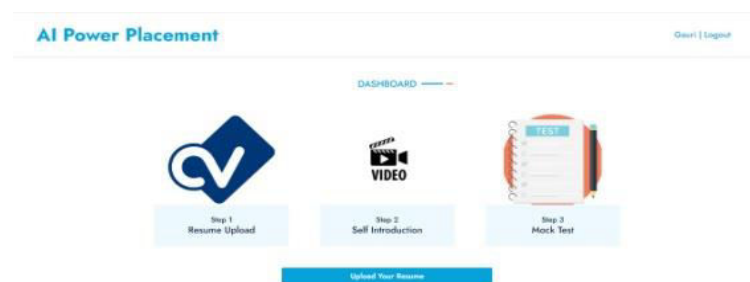 AI Power Placement
Gauri | Logout
DASHBOARD
CV
VIDEO
TEST
Step 1
Resume Upload
Step 2
Self Introduction
Step 3
Mock Test
Upload Your Resume